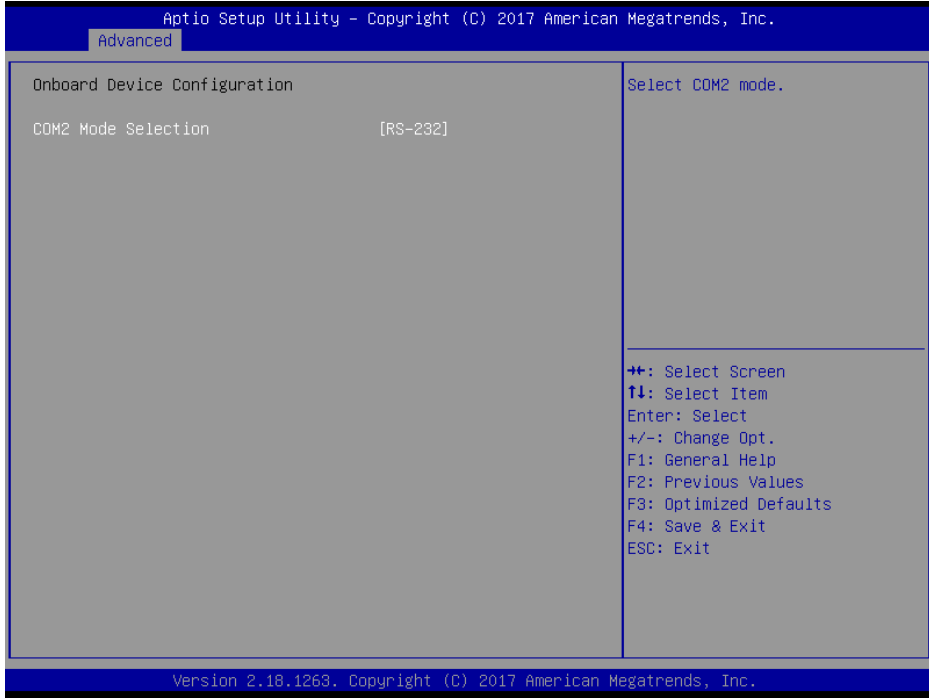 Aptio Setup Utility – Copyright (C) 2017 American Megatrends, Inc.
Advanced
Onboard Device Configuration
COM2 Mode Selection [RS-232]
Select COM2 mode.
→←: Select Screen
↑↓: Select Item
Enter: Select
+/-: Change Opt.
F1: General Help
F2: Previous Values
F3: Optimized Defaults
F4: Save & Exit
ESC: Exit
Version 2.18.1263. Copyright (C) 2017 American Megatrends, Inc.